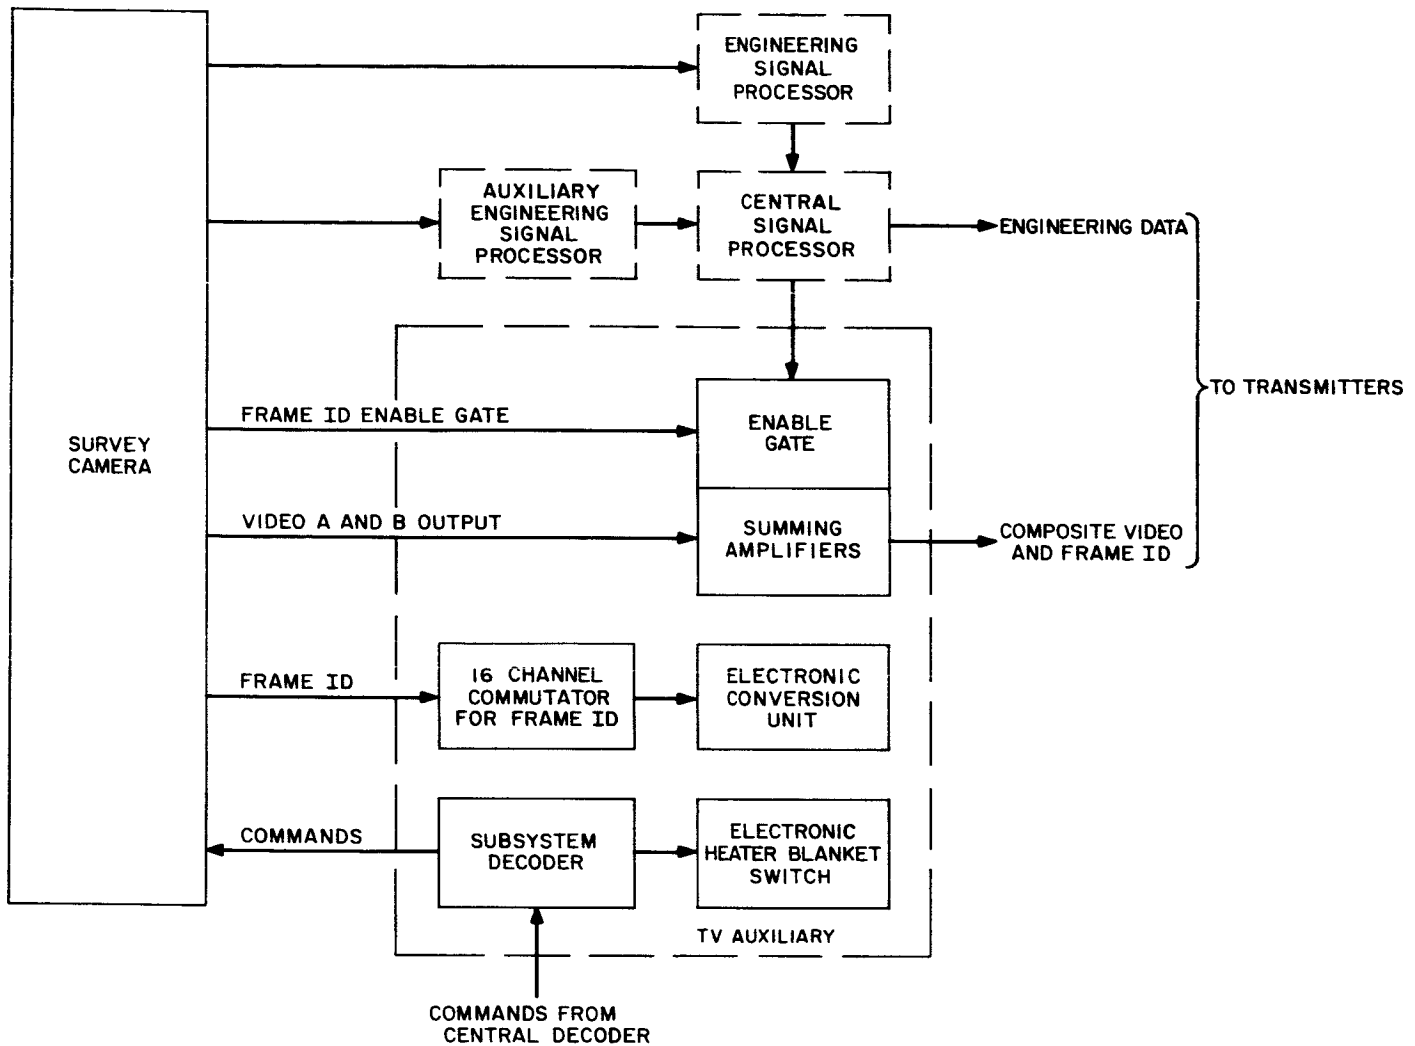 ENGINEERING
SIGNAL
PROCESSOR
AUXILIARY
ENGINEERING
SIGNAL
PROCESSOR
CENTRAL
SIGNAL
PROCESSOR
ENGINEERING DATA
TO TRANSMITTERS
FRAME ID ENABLE GATE
ENABLE
GATE
SURVEY
CAMERA
VIDEO A AND B OUTPUT
SUMMING
AMPLIFIERS
COMPOSITE VIDEO
AND FRAME ID
FRAME ID
16 CHANNEL
COMMUTATOR
FOR FRAME ID
ELECTRONIC
CONVERSION
UNIT
COMMANDS
SUBSYSTEM
DECODER
ELECTRONIC
HEATER BLANKET
SWITCH
TV AUXILIARY
COMMANDS FROM
CENTRAL DECODER